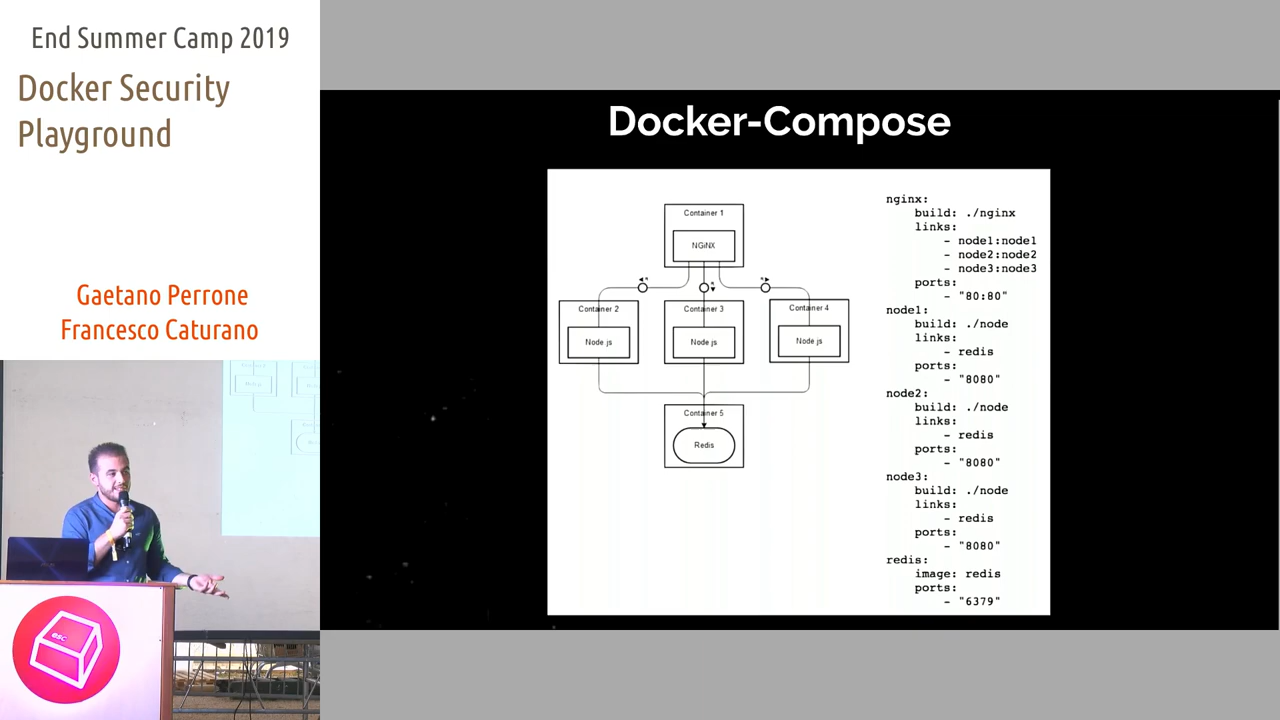 End Summer Camp 2019
Docker Security
Playground
Gaetano Perrone
Francesco Caturano
esc
Docker-Compose
Container 1
NGiNX
Container 2
Node js
Container 3
Node js
Container 4
Node js
Container 5
Redis
nginx:
build: ./nginx
links:
- node1:node1
- node2:node2
- node3:node3
ports:
- "80:80"
node1:
build: ./node
links:
- redis
ports:
- "8080"
node2:
build: ./node
links:
- redis
ports:
- "8080"
node3:
build: ./node
links:
- redis
ports:
- "8080"
redis:
image: redis
ports:
- "6379"